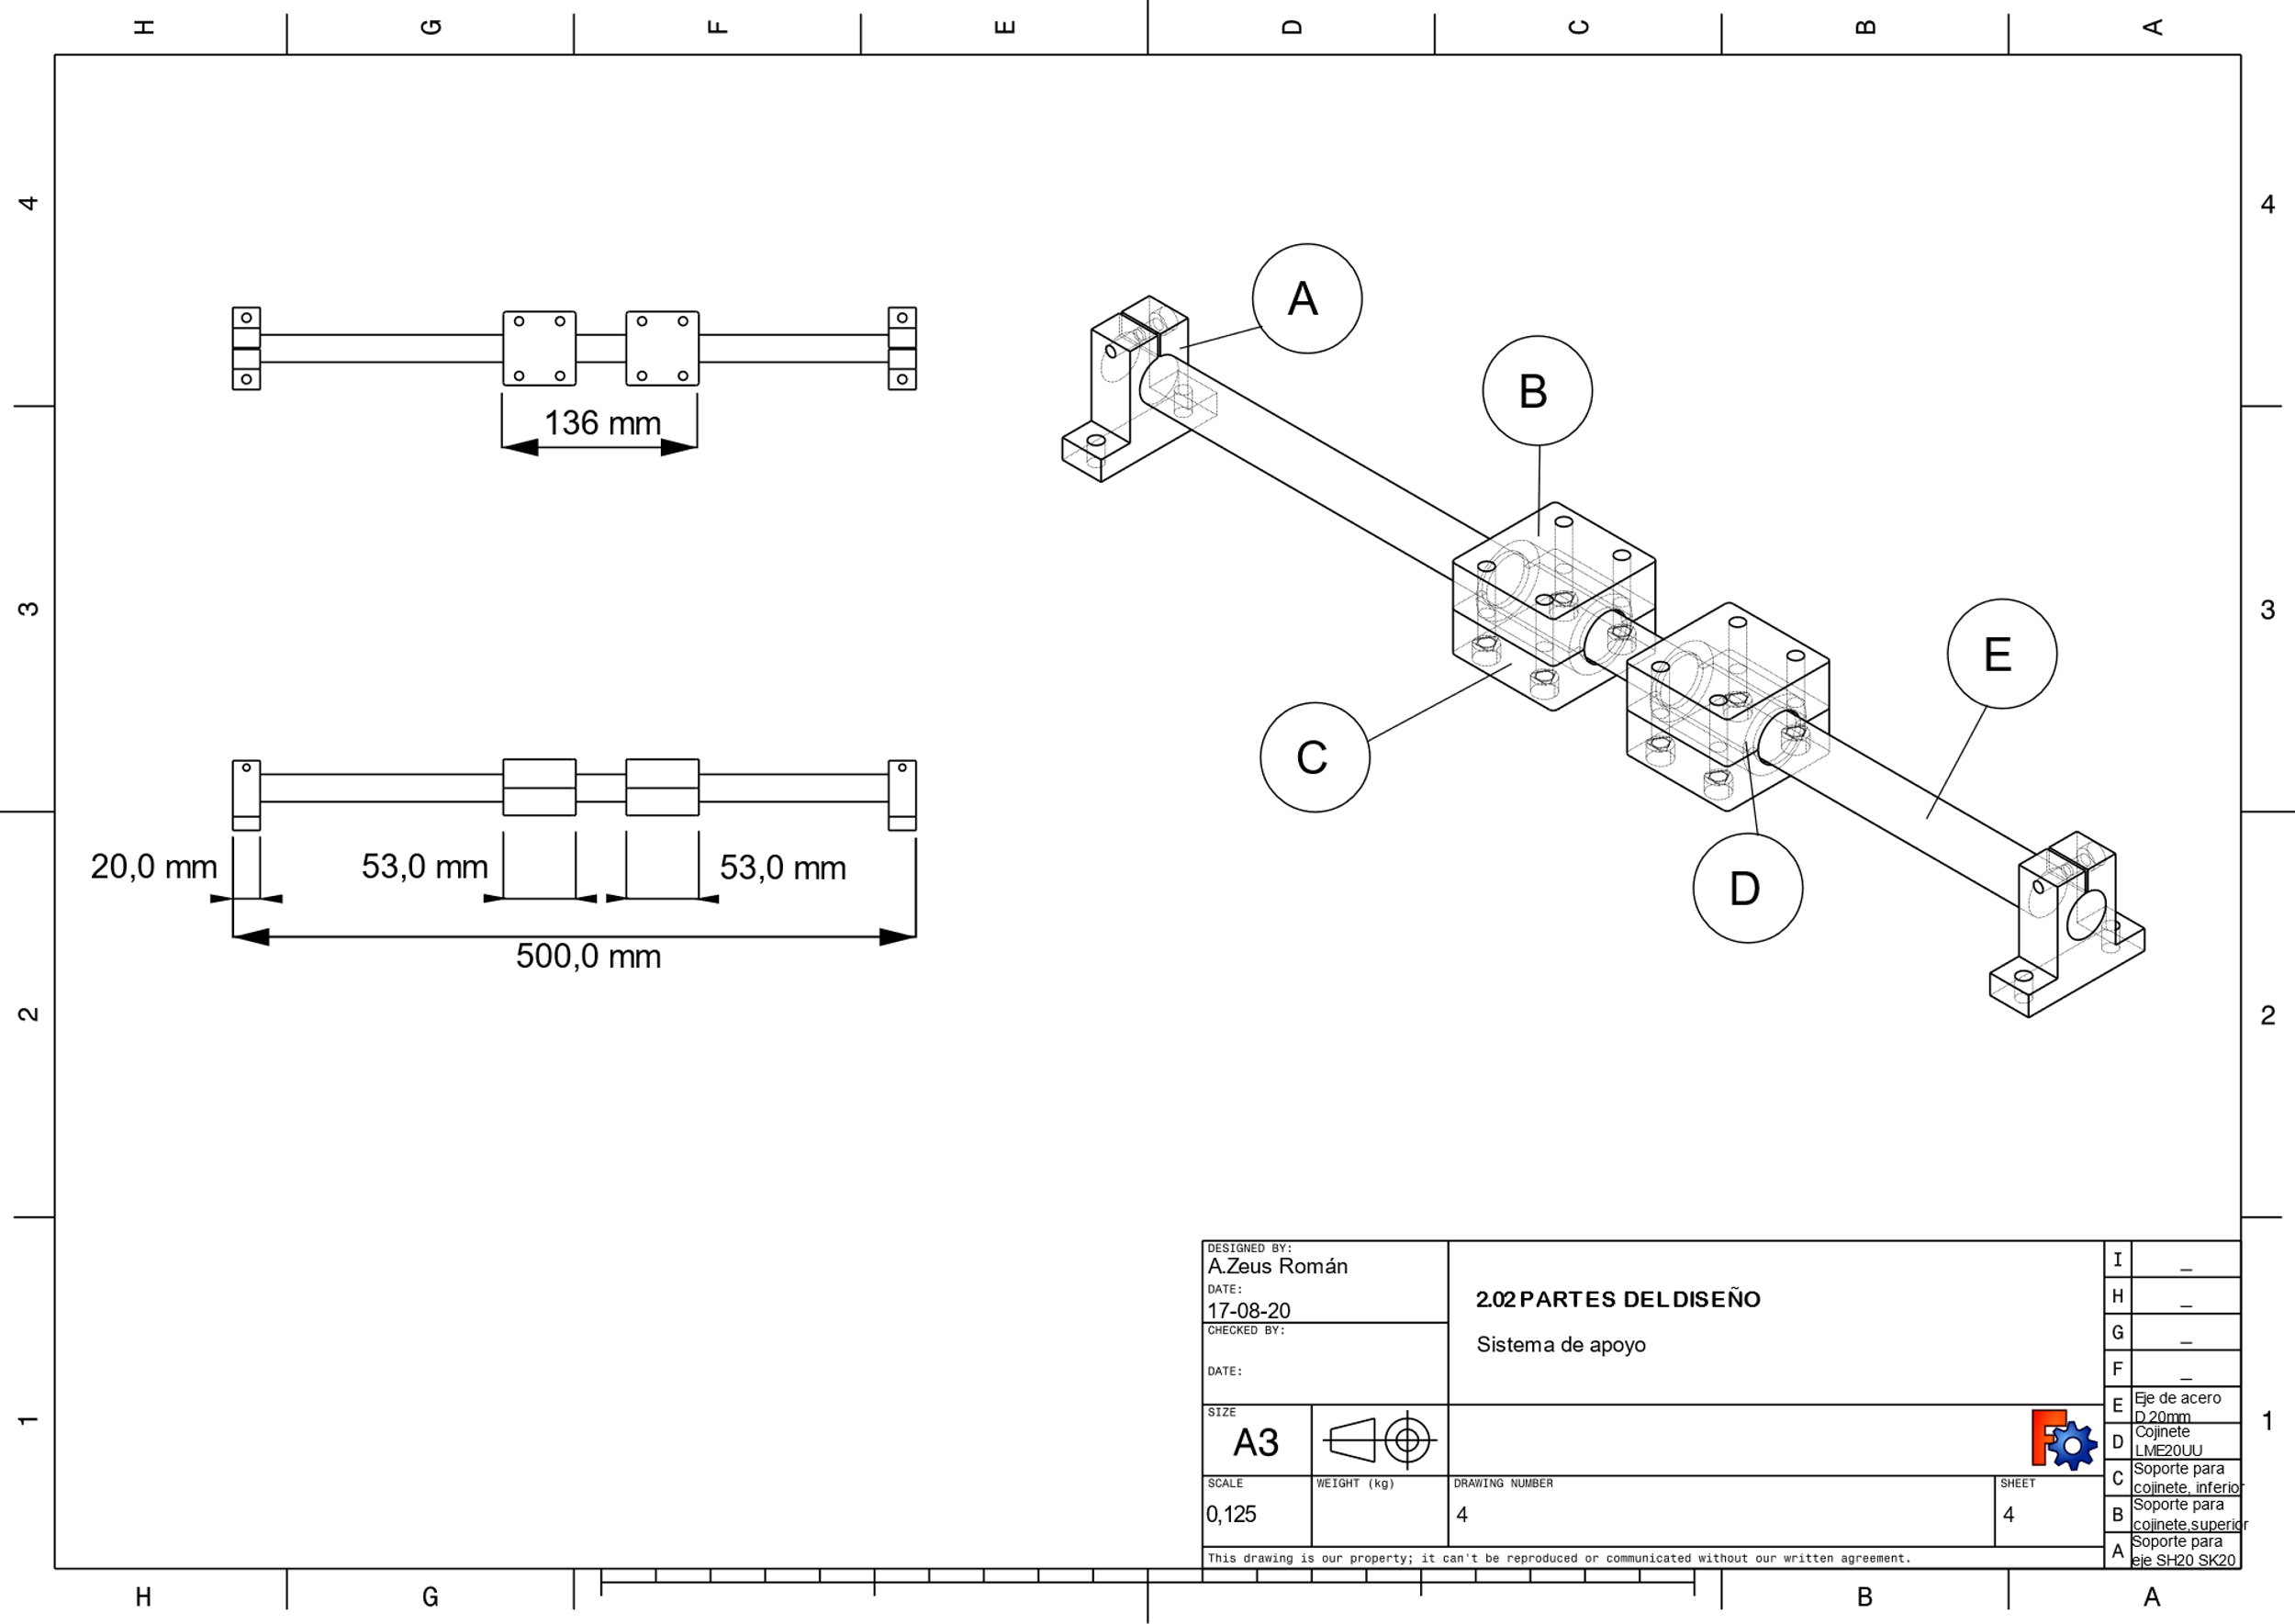 H G F E D C B A
4 4
A
B
136 mm
3 3
E
C
20,0 mm 53,0 mm 53,0 mm
D
500,0 mm
2 2
DESIGNED BY:
A.Zeus Román
DATE:
17-08-20
CHECKED BY:
DATE:
2.02 PARTES DEL DISEÑO
Sistema de apoyo
SIZE
A3
SCALE
0,125
WEIGHT (kg)
DRAWING NUMBER
4
SHEET
4
This drawing is our property; it can't be reproduced or communicated without our written agreement.
I _
H _
G _
F _
E Eje de acero
D 20mm
D Cojinete
LME20UU
C Soporte para
cojinete, inferior
B Soporte para
cojinete,superior
A Soporte para
eje SH20 SK20
1 1
H G B A